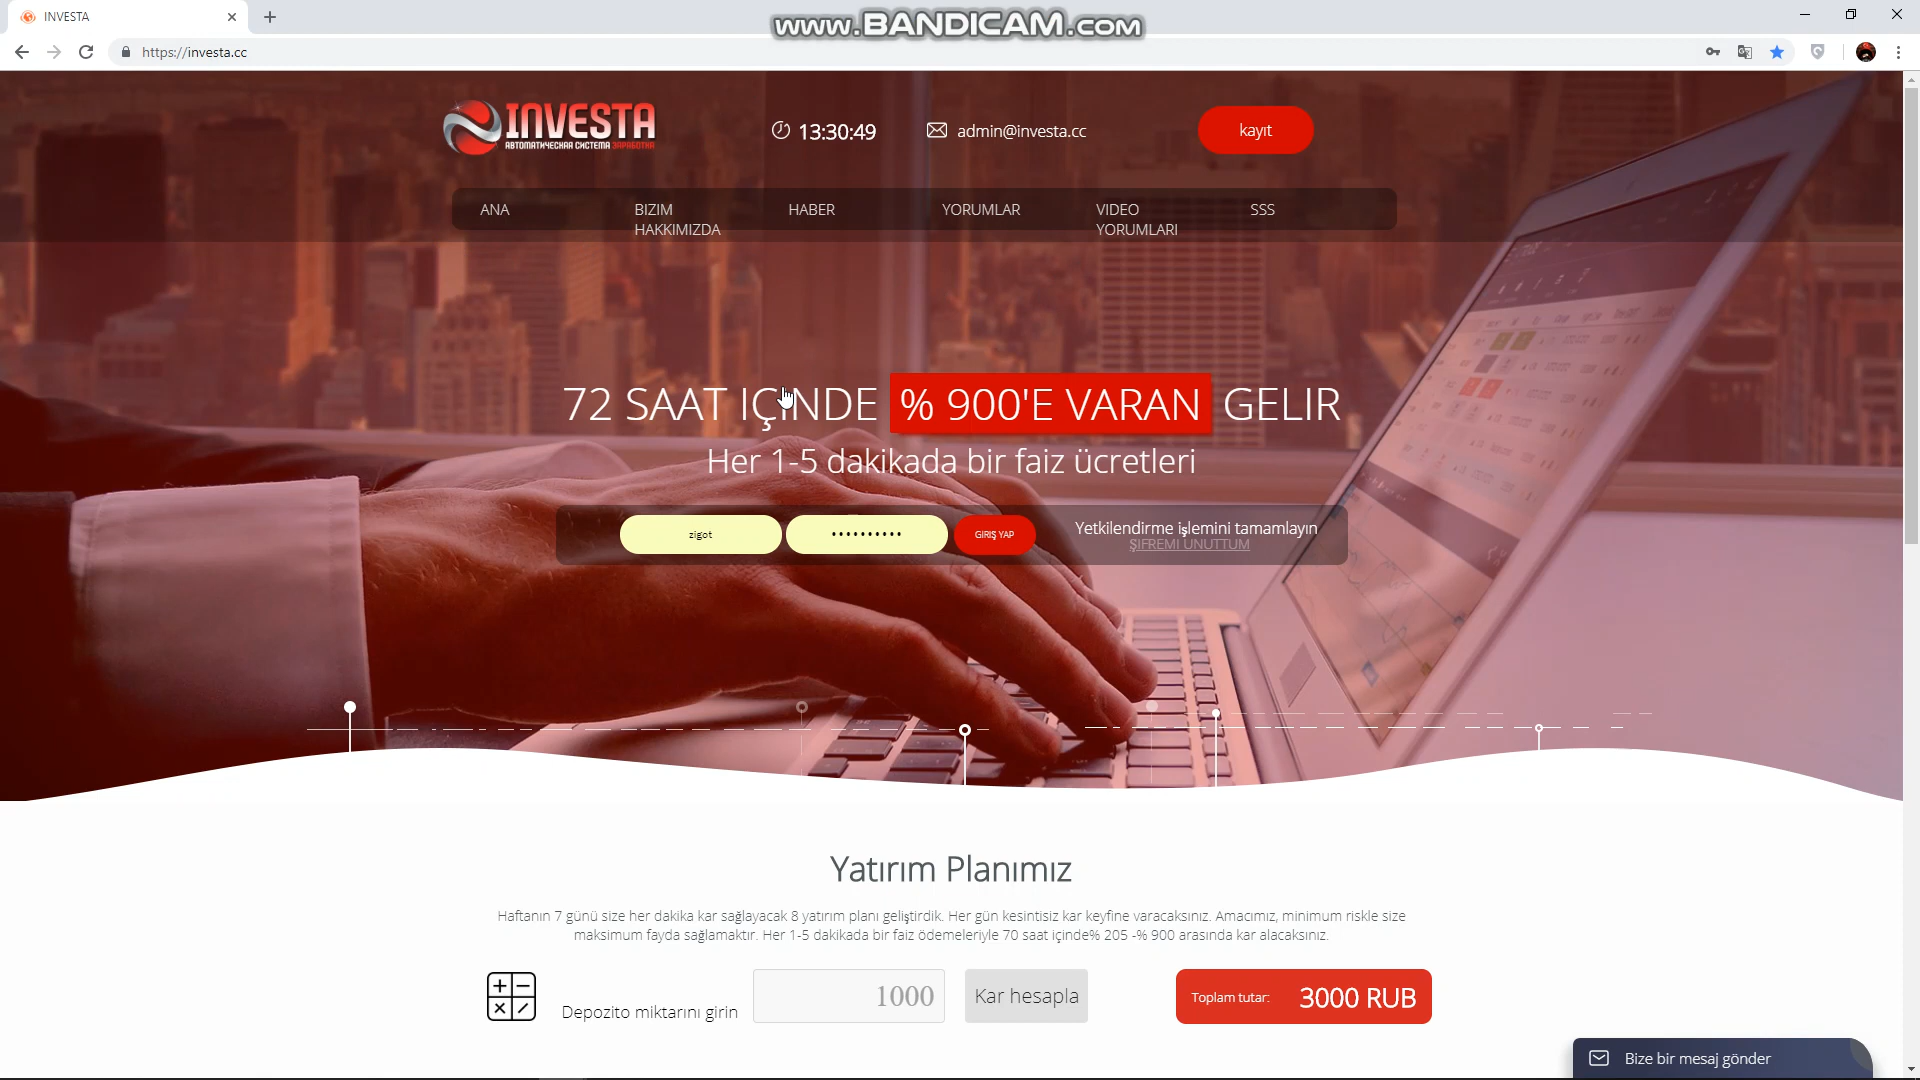 INVESTA
www.BANDICAM.com
https://investa.cc
INVESTA
АВТОМАТИЧЕСКАЯ СИСТЕМА ЗАРАБОТКА
13:30:49
admin@investa.cc
kayıt
ANA
BIZIM HAKKIMIZDA
HABER
YORUMLAR
VIDEO YORUMLARI
SSS
72 SAAT IÇINDE % 900'E VARAN GELIR
Her 1-5 dakikada bir faiz ücretleri
zigot
••••••••••
GIRIŞ YAP
Yetkilendirme işlemini tamamlayın
ŞIFREMI UNUTTUM
Yatırım Planımız
Haftanın 7 günü size her dakika kar sağlayacak 8 yatırım planı geliştirdik. Her gün kesintisiz kar keyfine varacaksınız. Amacımız, minimum riskle size
maksimum fayda sağlamaktır. Her 1-5 dakikada bir faiz ödemeleriyle 70 saat içinde% 205 -% 900 arasında kar alacaksınız.
Depozito miktarını girin
1000
Kar hesapla
Toplam tutar:
3000 RUB
Bize bir mesaj gönder